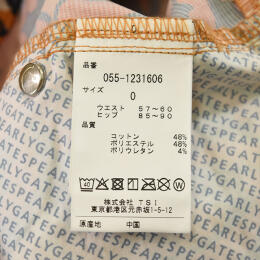 品番
055-1231606
サイズ
0
ウエスト 57~60
ヒップ 85~90
品質
コットン 48%
ポリエステル 48%
ポリウレタン 4%
株式会社 TSI
東京都港区元赤坂1-5-12
原産地 中国
PEARLYGATES